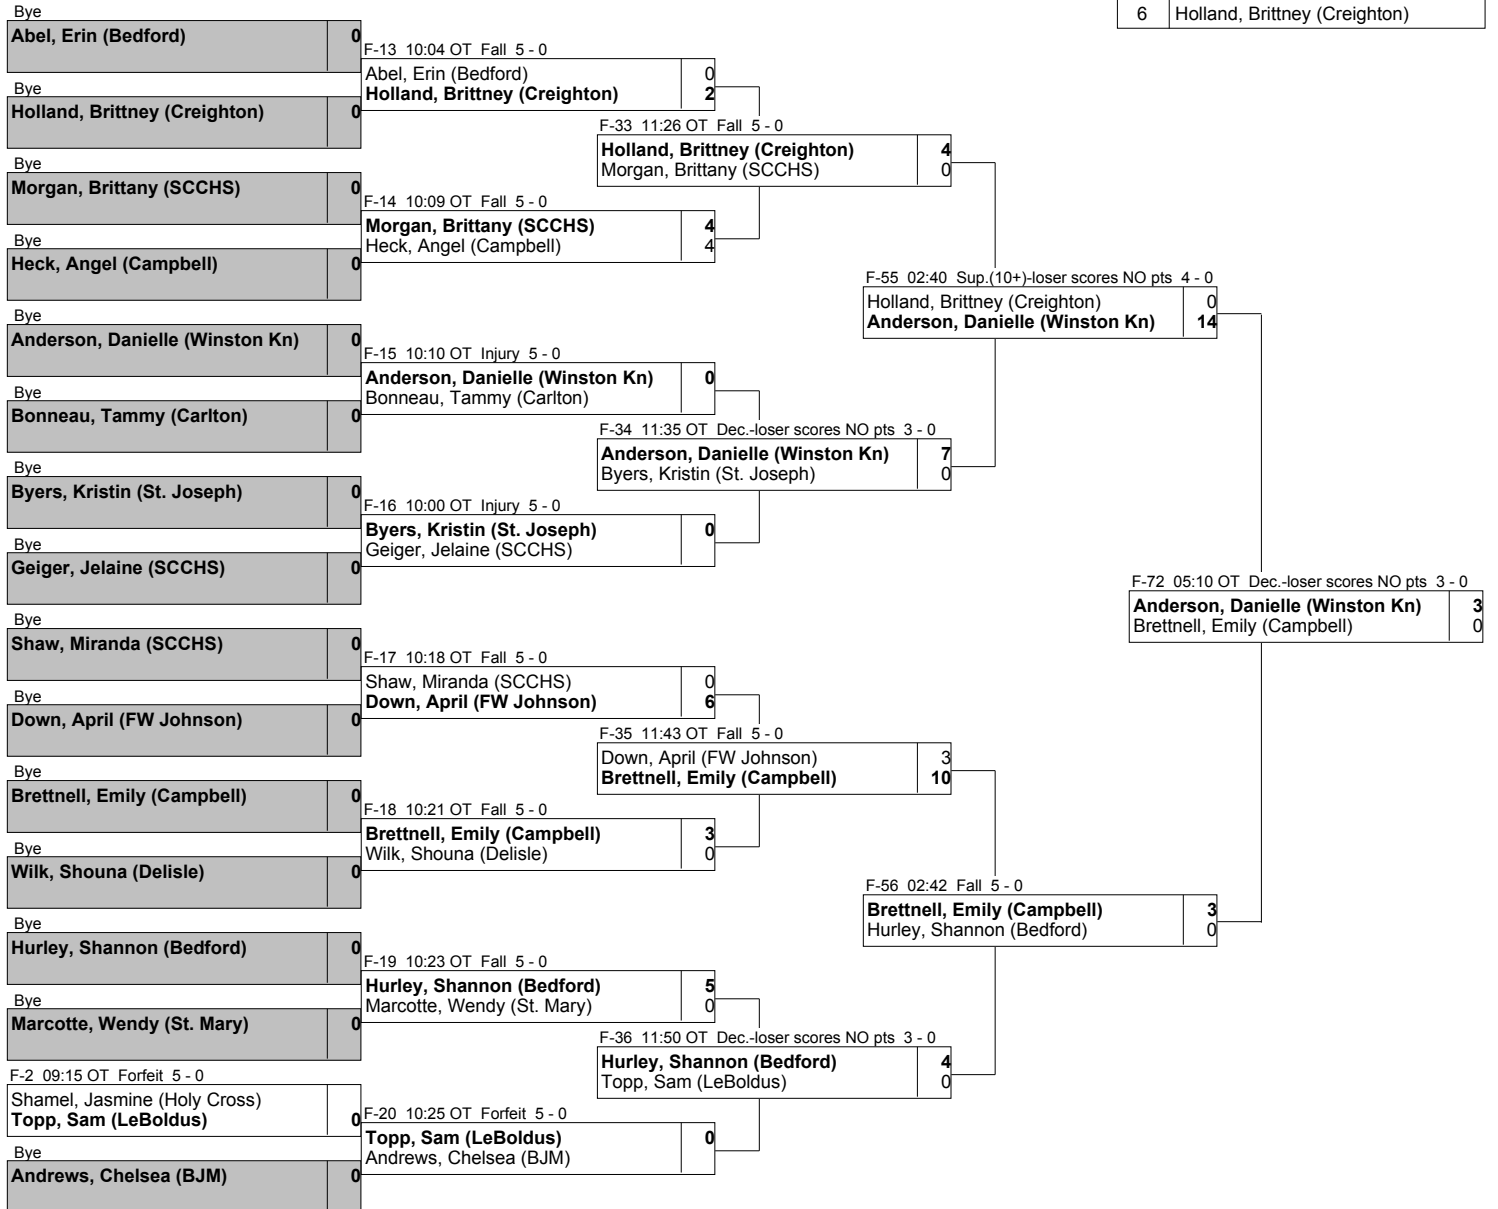 6 Holland, Brittney (Creighton)
Bye
Abel, Erin (Bedford) 0
Bye
Holland, Brittney (Creighton) 0
Bye
Morgan, Brittany (SCCHS) 0
Bye
Heck, Angel (Campbell) 0
Bye
Anderson, Danielle (Winston Kn) 0
Bye
Bonneau, Tammy (Carlton) 0
Bye
Byers, Kristin (St. Joseph) 0
Bye
Geiger, Jelaine (SCCHS) 0
Bye
Shaw, Miranda (SCCHS) 0
Bye
Down, April (FW Johnson) 0
Bye
Brettnell, Emily (Campbell) 0
Bye
Wilk, Shouna (Delisle) 0
Bye
Hurley, Shannon (Bedford) 0
Bye
Marcotte, Wendy (St. Mary) 0
F-2 09:15 OT Forfeit 5 - 0
Shamel, Jasmine (Holy Cross)
Topp, Sam (LeBoldus) 0
Bye
Andrews, Chelsea (BJM) 0
F-13 10:04 OT Fall 5 - 0
Abel, Erin (Bedford) 0
Holland, Brittney (Creighton) 2
F-14 10:09 OT Fall 5 - 0
Morgan, Brittany (SCCHS) 4
Heck, Angel (Campbell) 4
F-15 10:10 OT Injury 5 - 0
Anderson, Danielle (Winston Kn) 0
Bonneau, Tammy (Carlton)
F-16 10:00 OT Injury 5 - 0
Byers, Kristin (St. Joseph) 0
Geiger, Jelaine (SCCHS)
F-17 10:18 OT Fall 5 - 0
Shaw, Miranda (SCCHS) 0
Down, April (FW Johnson) 6
F-18 10:21 OT Fall 5 - 0
Brettnell, Emily (Campbell) 3
Wilk, Shouna (Delisle) 0
F-19 10:23 OT Fall 5 - 0
Hurley, Shannon (Bedford) 5
Marcotte, Wendy (St. Mary) 0
F-20 10:25 OT Forfeit 5 - 0
Topp, Sam (LeBoldus) 0
Andrews, Chelsea (BJM)
F-33 11:26 OT Fall 5 - 0
Holland, Brittney (Creighton) 4
Morgan, Brittany (SCCHS) 0
F-34 11:35 OT Dec.-loser scores NO pts 3 - 0
Anderson, Danielle (Winston Kn) 7
Byers, Kristin (St. Joseph) 0
F-35 11:43 OT Fall 5 - 0
Down, April (FW Johnson) 3
Brettnell, Emily (Campbell) 10
F-36 11:50 OT Dec.-loser scores NO pts 3 - 0
Hurley, Shannon (Bedford) 4
Topp, Sam (LeBoldus) 0
F-55 02:40 Sup.(10+)-loser scores NO pts 4 - 0
Holland, Brittney (Creighton) 0
Anderson, Danielle (Winston Kn) 14
F-56 02:42 Fall 5 - 0
Brettnell, Emily (Campbell) 3
Hurley, Shannon (Bedford) 0
F-72 05:10 OT Dec.-loser scores NO pts 3 - 0
Anderson, Danielle (Winston Kn) 3
Brettnell, Emily (Campbell) 0